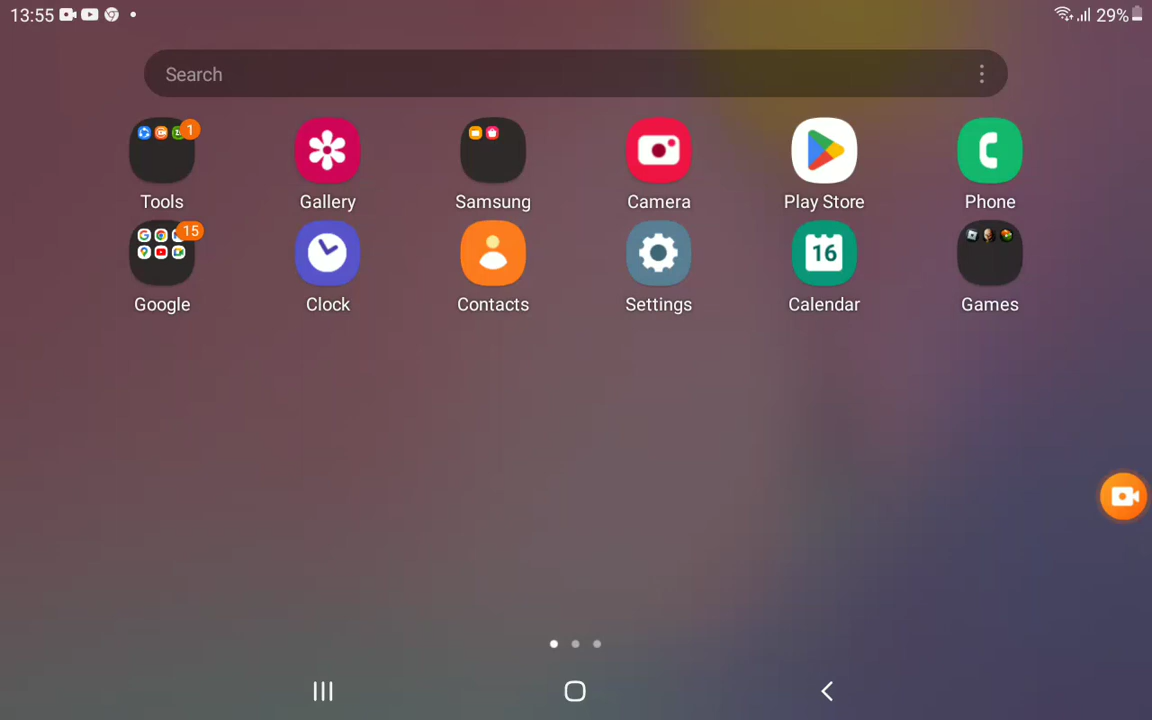 13:55
29%
Search
1
Tools
Gallery
Samsung
Camera
Play Store
Phone
15
16
Google
Clock
Contacts
Settings
Calendar
Games